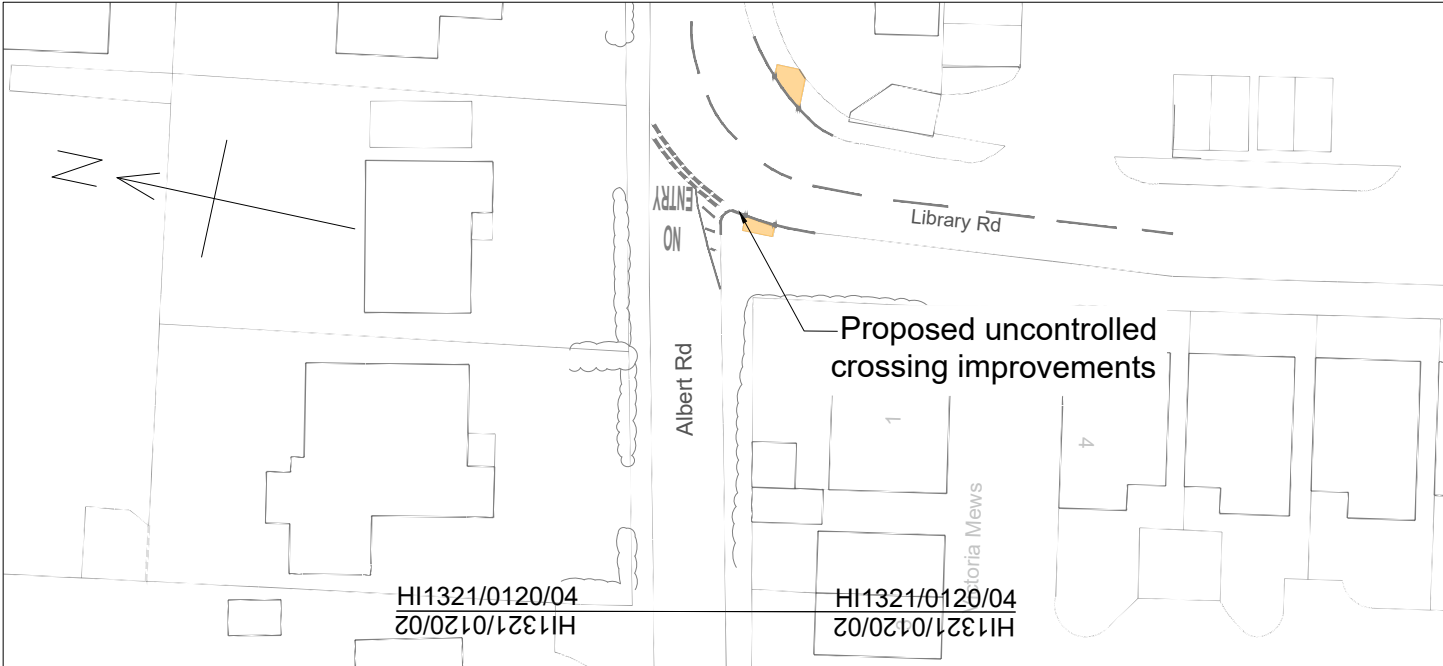 N
NO
ENTRY
Library Rd
Proposed uncontrolled
crossing improvements
Albert Rd
1
4
ctoria Mews
HI1321/0120/04
HI1321/0120/02
HI1321/0120/04
HI1321/0120/02